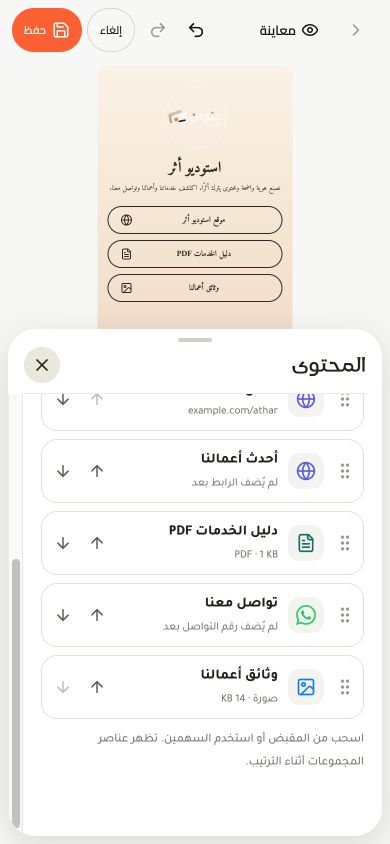 معاينة
إلغاء
حفظ
استوديو أثر
نصنع هوية واضحة ومحتوى يترك أثرًا. اكتشف خدماتنا وأعمالنا وتواصل معنا.
موقع استوديو أثر
دليل الخدمات PDF
وثائق أعمالنا
المحتوى
example.com/athar
أحدث أعمالنا
لم يُضف الرابط بعد
دليل الخدمات PDF
PDF · 1 KB
تواصل معنا
لم يُضف رقم التواصل بعد
وثائق أعمالنا
صورة · 14 KB
اسحب من المقبض أو استخدم السهمين. تظهر عناصر
المجموعات أثناء الترتيب.